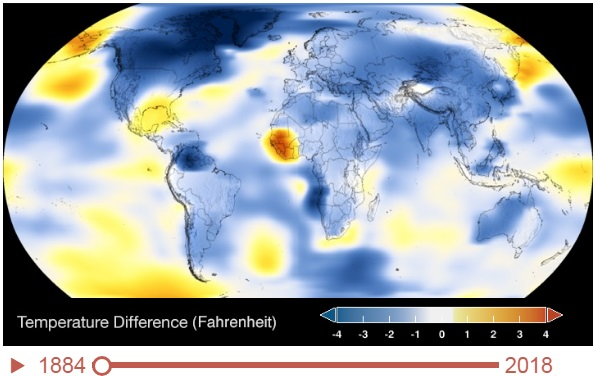 Temperature Difference (Fahrenheit)
-4 -3 -2 -1 0 1 2 3 4
1884 2018